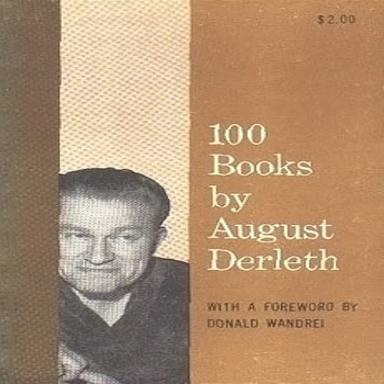 $2.00
100
Books
by
August
Derleth
WITH A FOREWORD BY
DONALD WANDREI